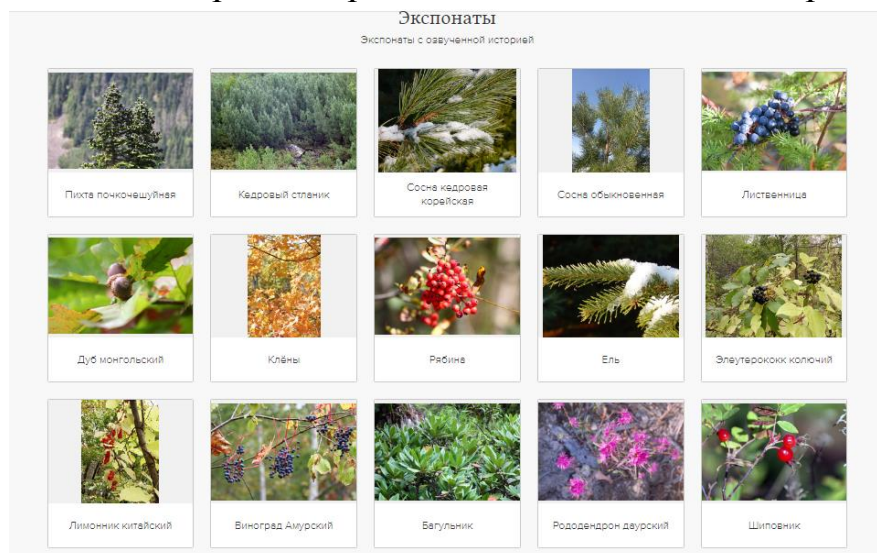 Экспонаты
Экспонаты с озвученной историей
Пихта почкочешуйная
Кедровый стланик
Сосна кедровая
корейская
Сосна обыкновенная
Лиственница
Дуб монгольский
Клёны
Рябина
Ель
Элеутерококк колючий
Лимонник китайский
Виноград Амурский
Багульник
Рододендрон даурский
Шиповник